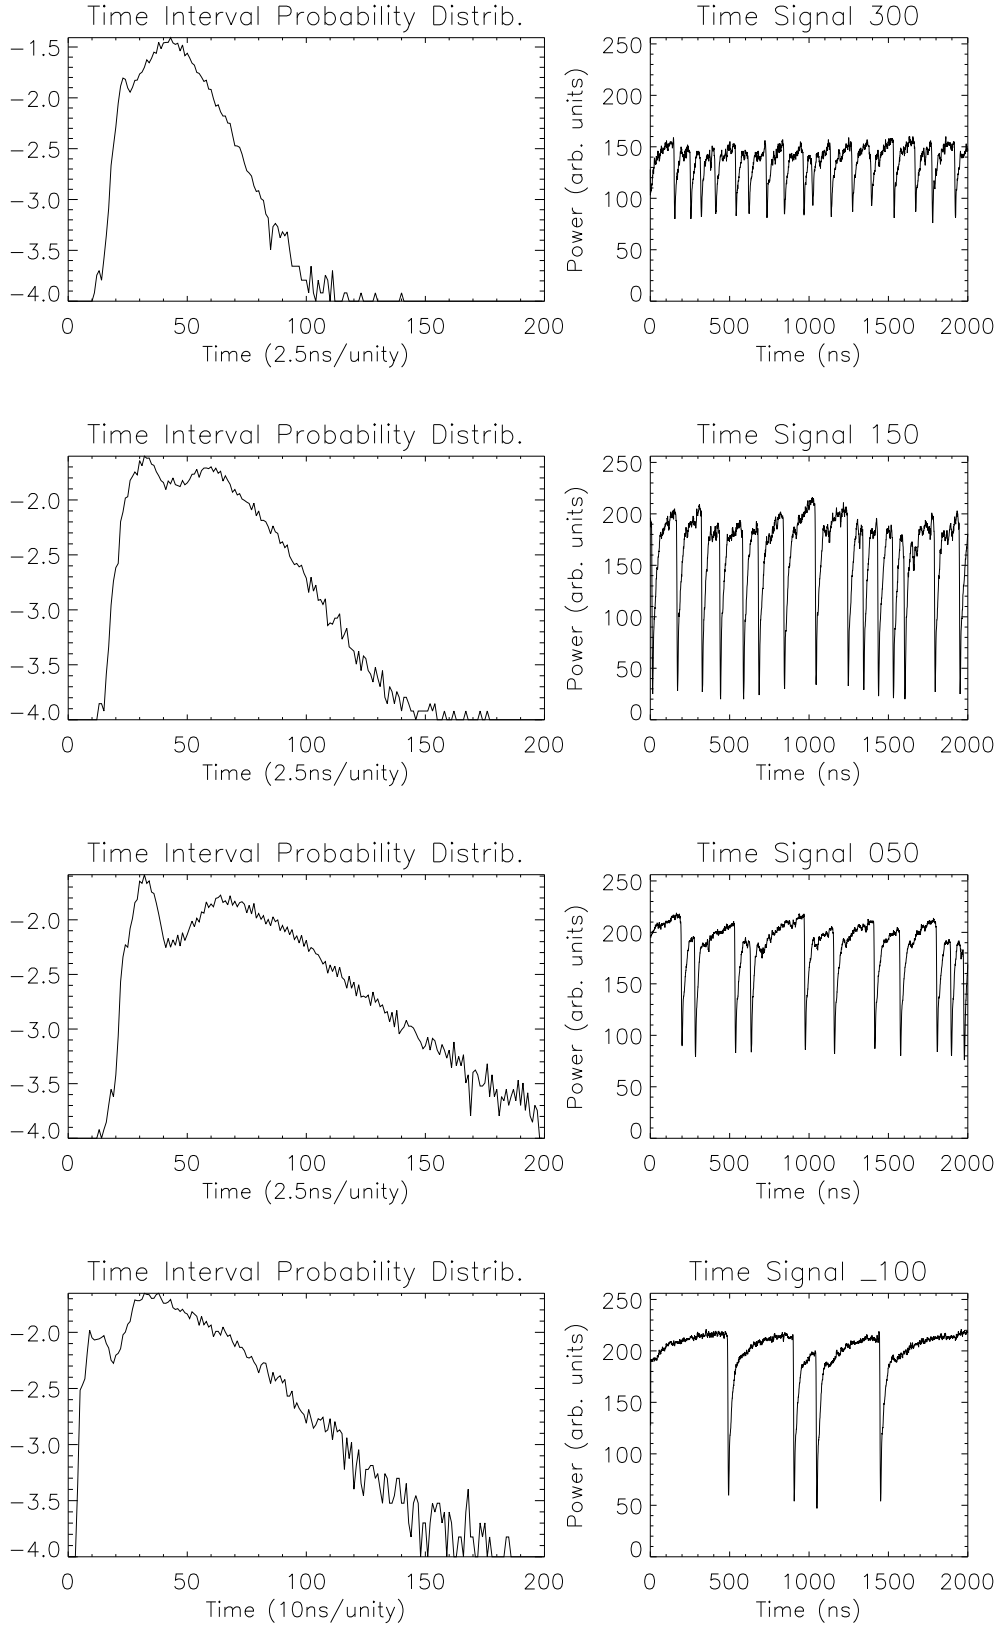 Time Interval Probability Distrib.
Time Signal 300
−1.5
−2.0
−2.5
−3.0
−3.5
−4.0
0 50 100 150 200
Time (2.5ns/unity)
Power (arb. units)
250
200
150
100
50
0
0 500 1000 1500 2000
Time (ns)
Time Interval Probability Distrib.
Time Signal 150
−2.0
−2.5
−3.0
−3.5
−4.0
0 50 100 150 200
Time (2.5ns/unity)
Power (arb. units)
250
200
150
100
50
0
0 500 1000 1500 2000
Time (ns)
Time Interval Probability Distrib.
Time Signal 050
−2.0
−2.5
−3.0
−3.5
−4.0
0 50 100 150 200
Time (2.5ns/unity)
Power (arb. units)
250
200
150
100
50
0
0 500 1000 1500 2000
Time (ns)
Time Interval Probability Distrib.
Time Signal _100
−2.0
−2.5
−3.0
−3.5
−4.0
0 50 100 150 200
Time (10ns/unity)
Power (arb. units)
250
200
150
100
50
0
0 500 1000 1500 2000
Time (ns)